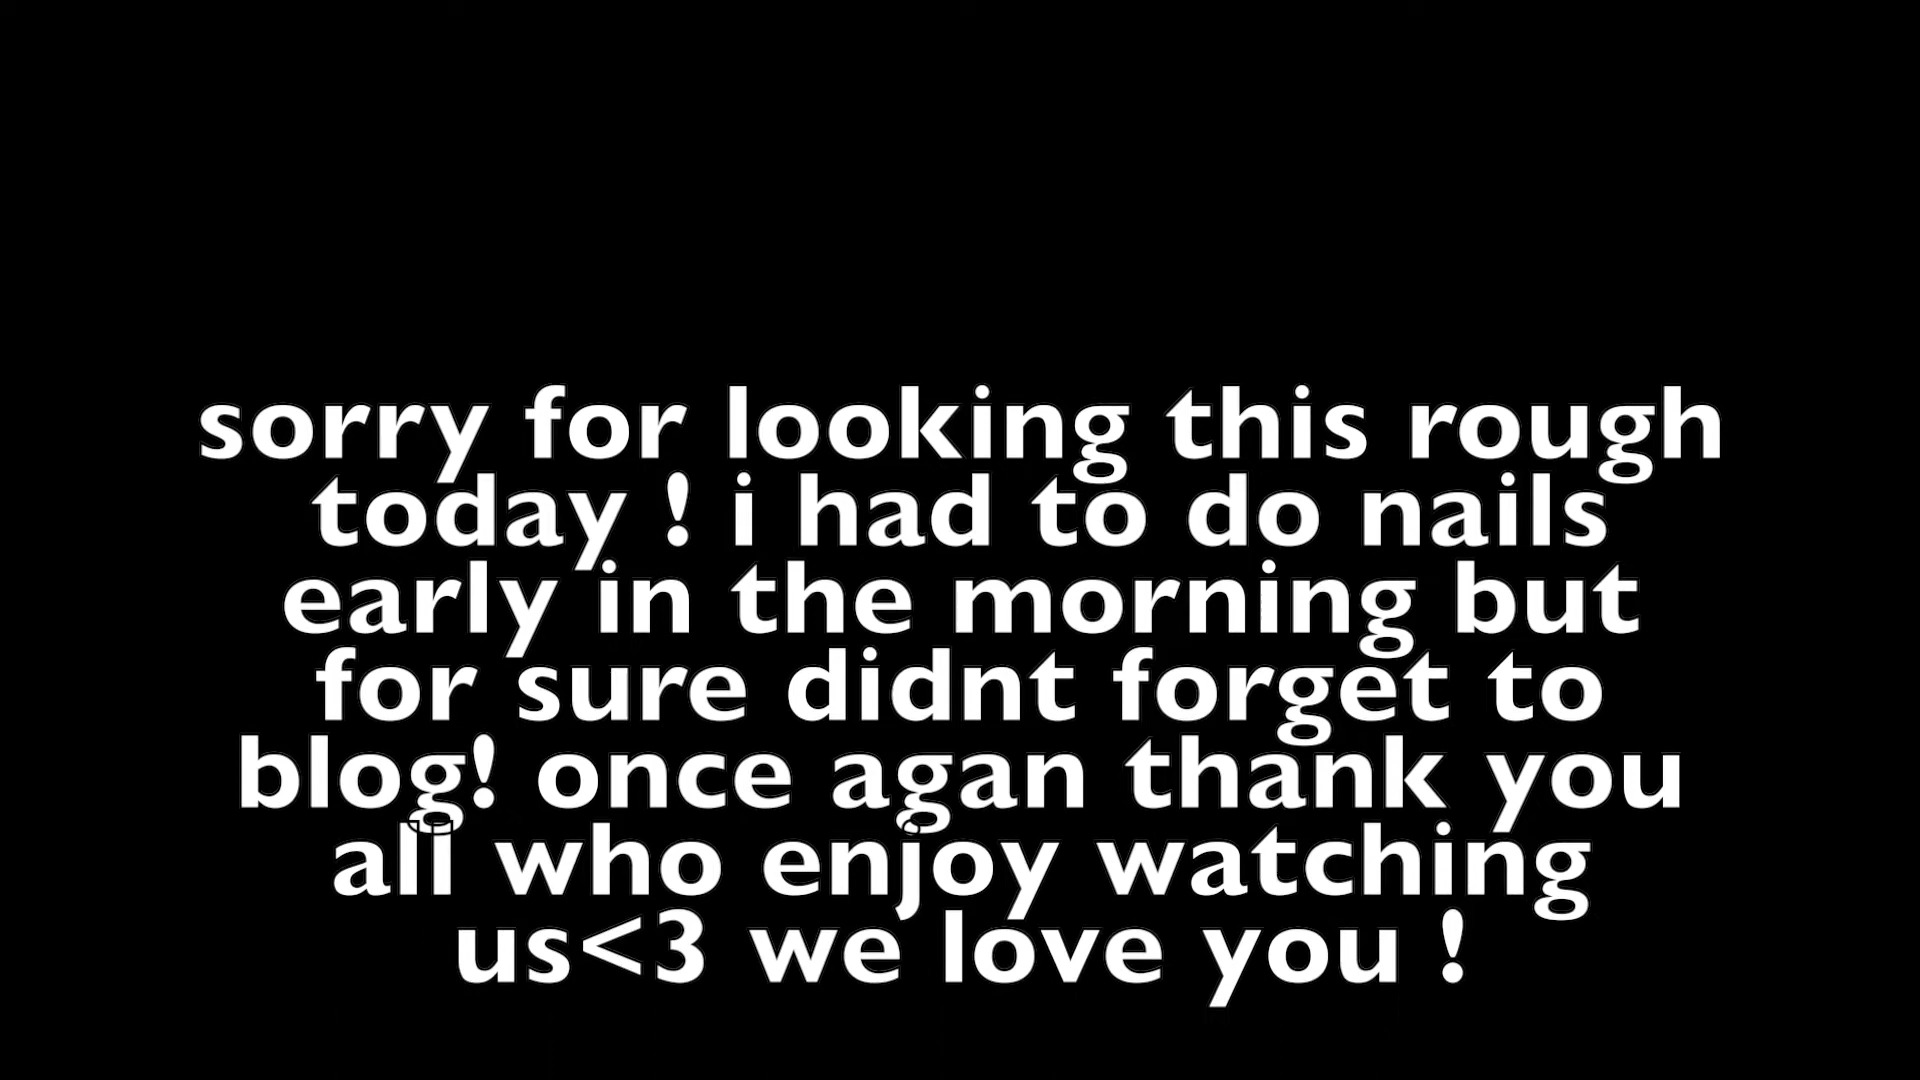 sorry for looking this rough
today ! i had to do nails
early in the morning but
for sure didnt forget to
blog! once agan thank you
all who enjoy watching
us<3 we love you !